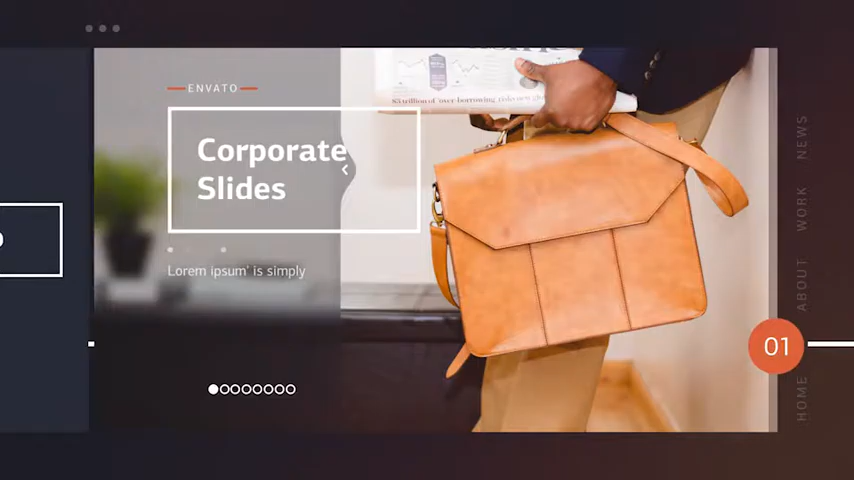 ENVATO
Corporate
Slides
Lorem ipsum' is simply
01
NEWS
WORK
ABOUT
HOME